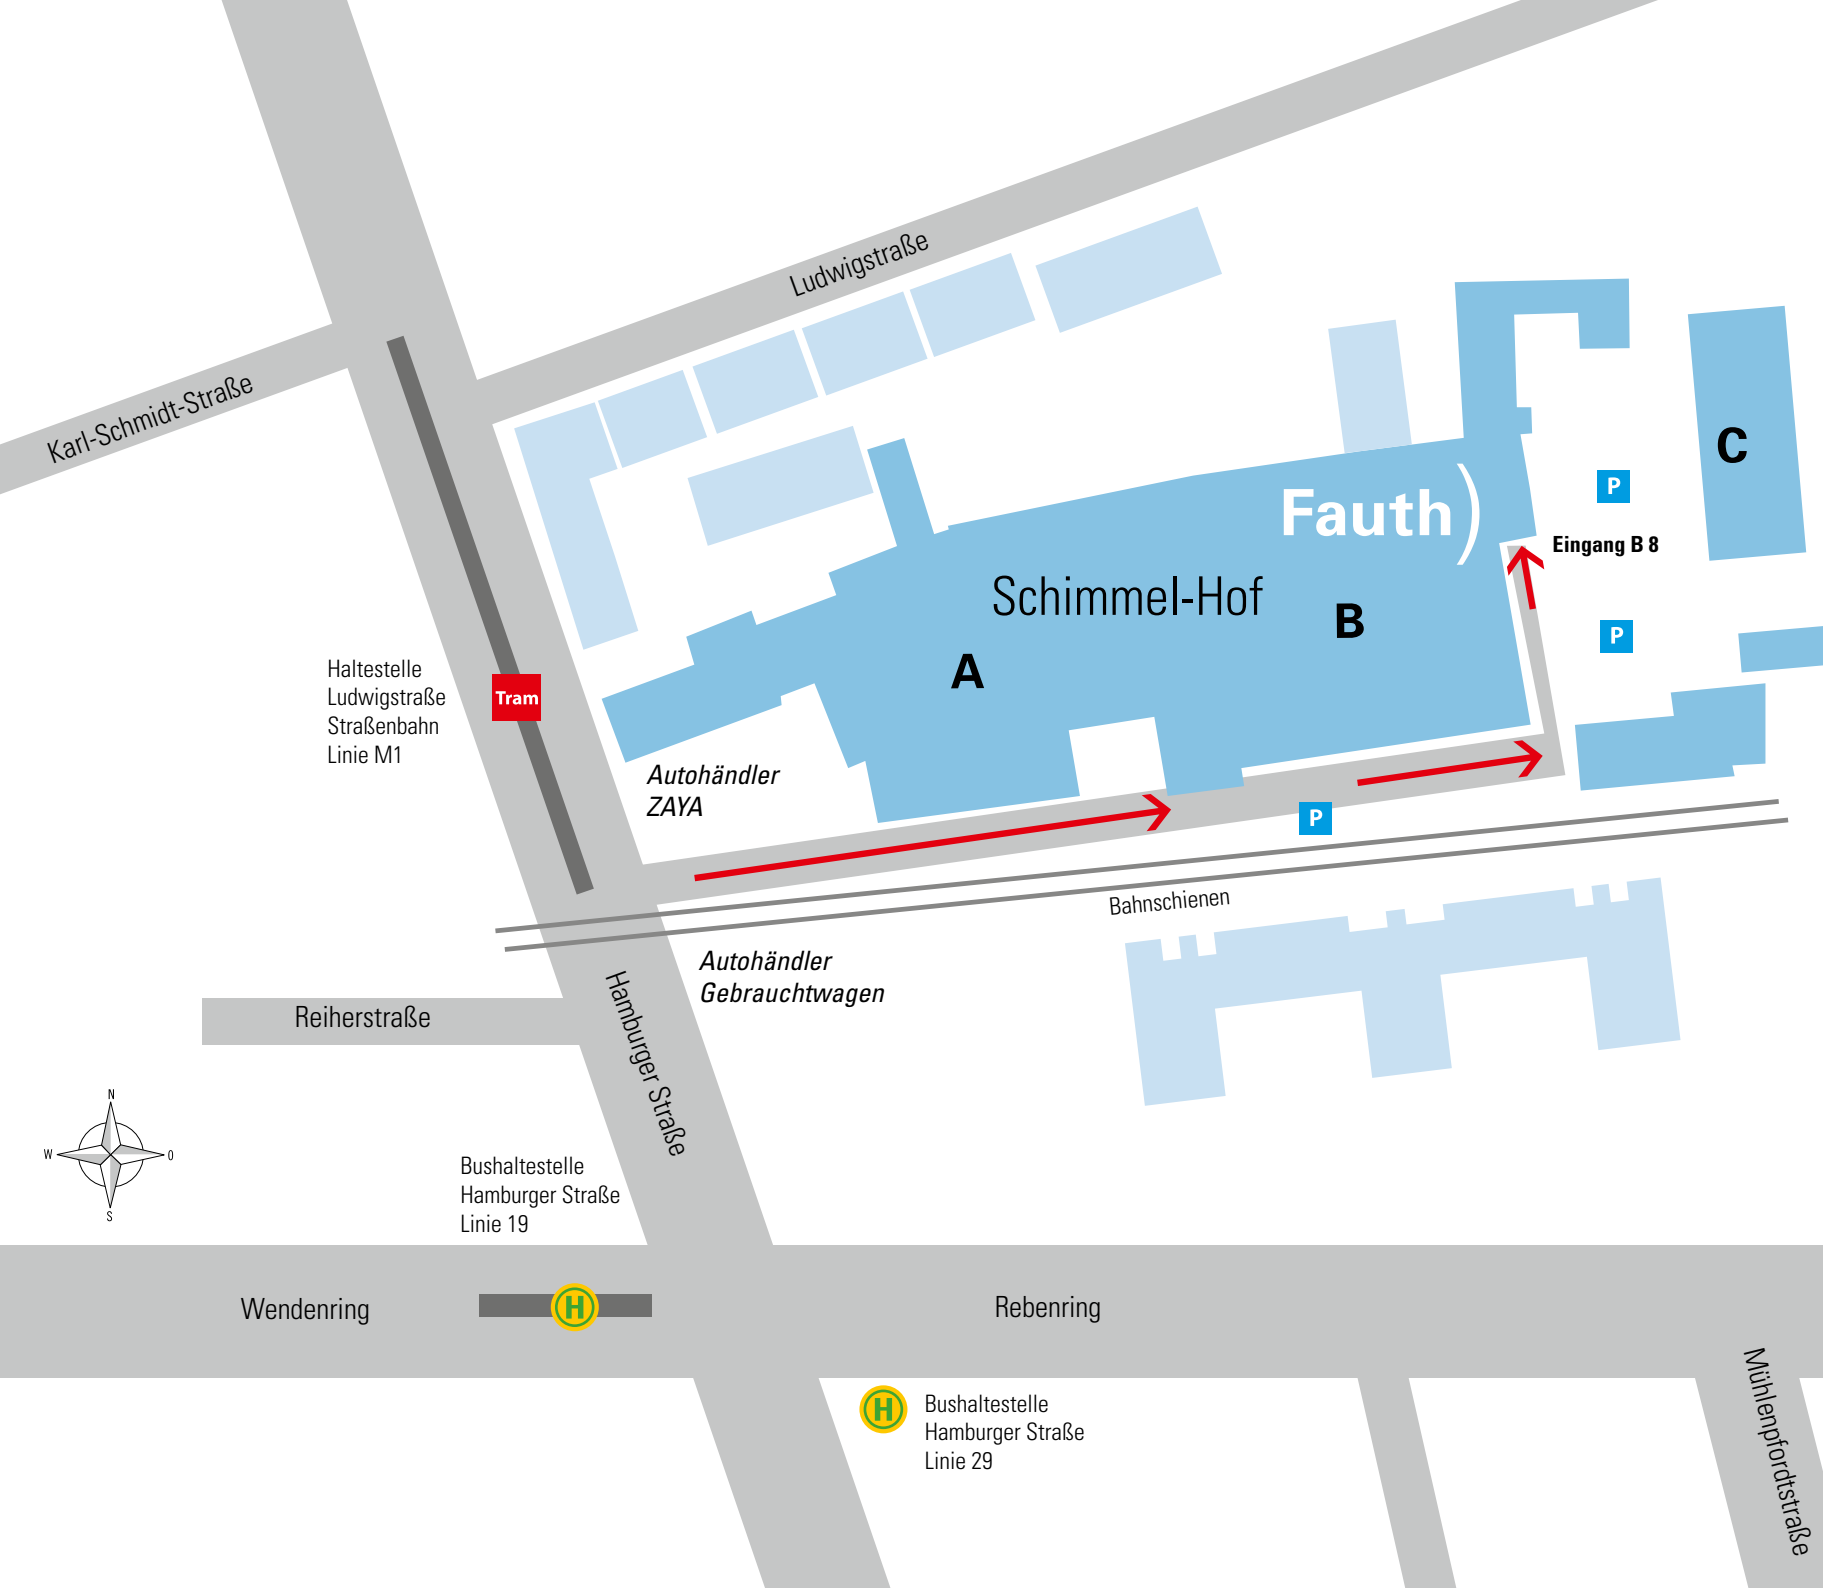 Ludwigstraße
Karl-Schmidt-Straße
C
P
Fauth)
Eingang B 8
Schimmel-Hof
B
P
A
Haltestelle
Ludwigstraße
Straßenbahn
Linie M1
Tram
Autohändler
ZAYA
P
Bahnschienen
Autohändler
Gebrauchtwagen
Reiherstraße
Hamburger Straße
N
W
O
S
Bushaltestelle
Hamburger Straße
Linie 19
Wendenring
H
Rebenring
Mühlenpfordtstraße
H
Bushaltestelle
Hamburger Straße
Linie 29